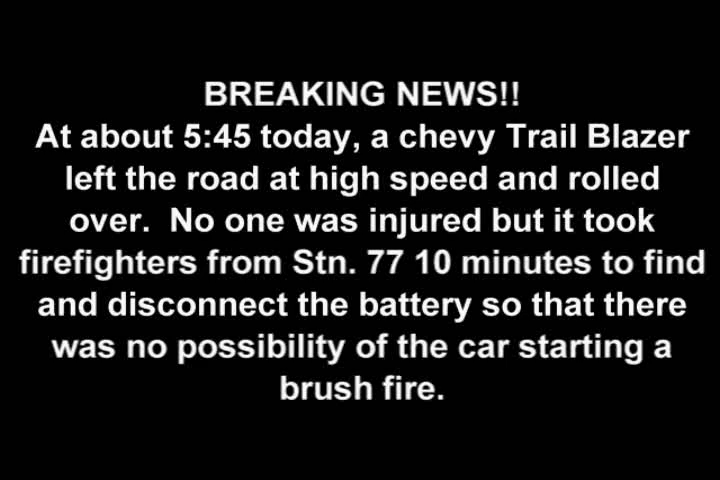 BREAKING NEWS!!
At about 5:45 today, a chevy Trail Blazer
left the road at high speed and rolled
over.  No one was injured but it took
firefighters from Stn. 77 10 minutes to find
and disconnect the battery so that there
was no possibility of the car starting a
brush fire.